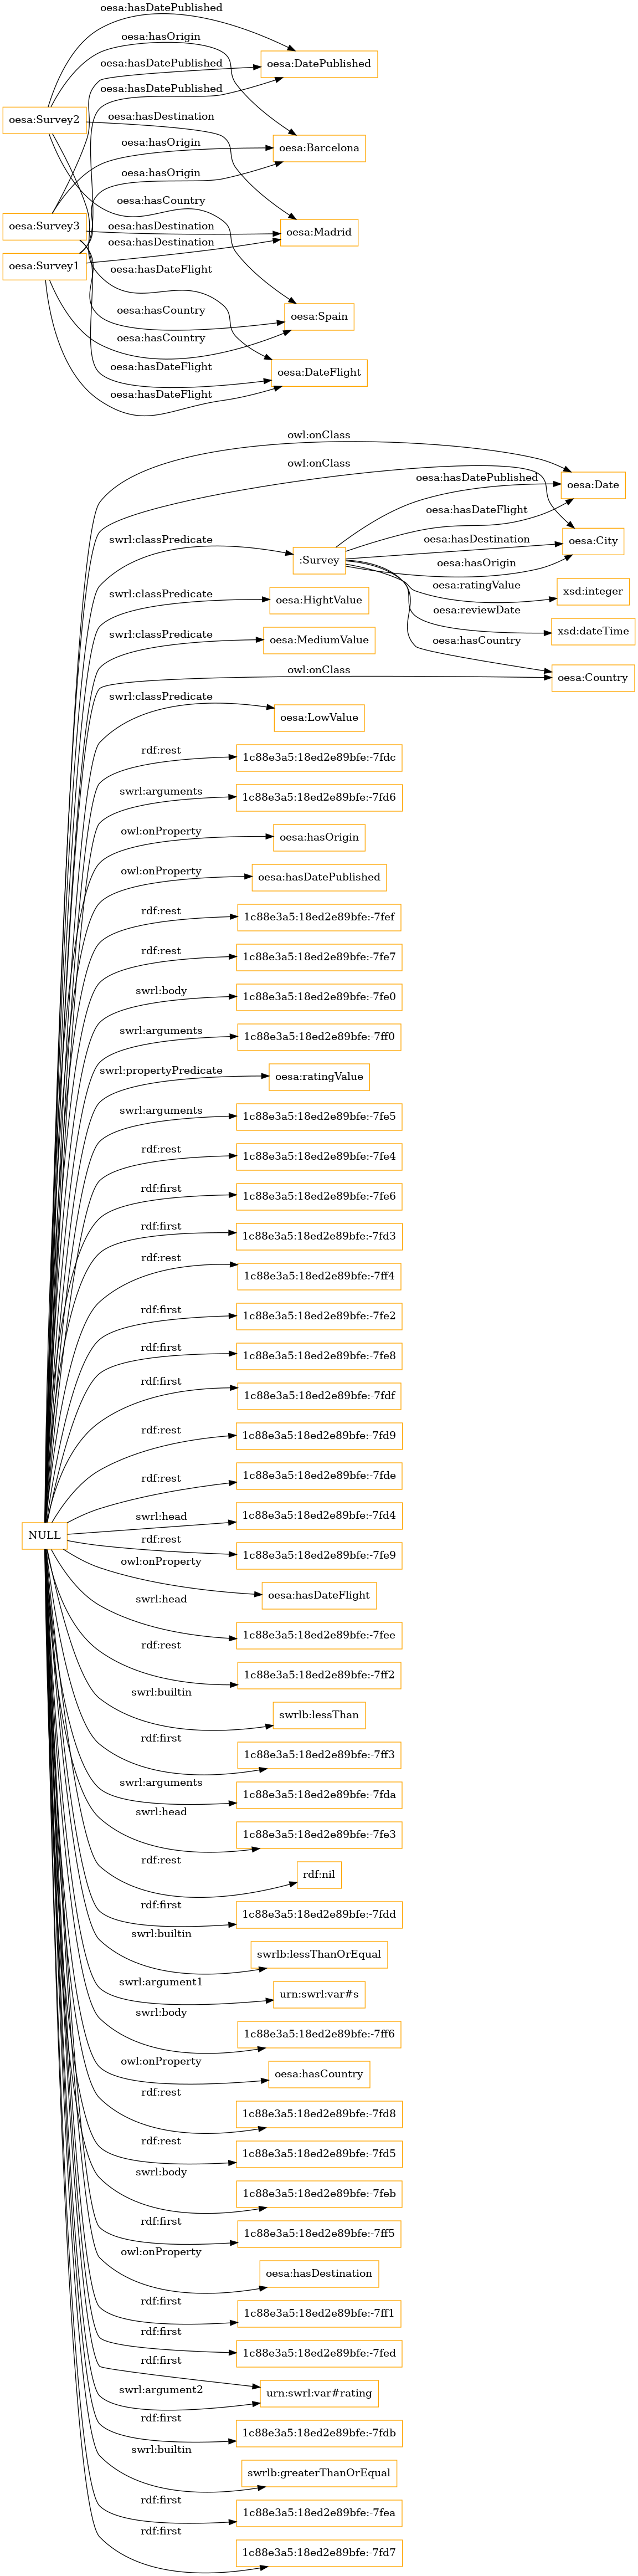 oesa:hasDatePublished
oesa:hasOrigin
oesa:DatePublished
oesa:hasDatePublished
oesa:hasDatePublished
oesa:Survey2
oesa:hasDestination
oesa:hasOrigin
oesa:Barcelona
oesa:hasOrigin
oesa:hasCountry
oesa:Survey3
oesa:hasDestination
oesa:Madrid
oesa:hasDestination
oesa:Survey1
oesa:hasDateFlight
oesa:hasCountry
oesa:Spain
oesa:hasCountry
oesa:hasDateFlight
oesa:DateFlight
oesa:hasDateFlight
owl:onClass
owl:onClass
oesa:hasDatePublished
oesa:Date
oesa:hasDateFlight
swrl:classPredicate
oesa:hasDestination
oesa:City
:Survey
oesa:hasOrigin
oesa:ratingValue
xsd:integer
swrl:classPredicate
oesa:HightValue
oesa:reviewDate
xsd:dateTime
swrl:classPredicate
oesa:MediumValue
oesa:hasCountry
owl:onClass
oesa:Country
swrl:classPredicate
oesa:LowValue
rdf:rest
1c88e3a5:18ed2e89bfe:-7fdc
swrl:arguments
1c88e3a5:18ed2e89bfe:-7fd6
owl:onProperty
oesa:hasOrigin
owl:onProperty
oesa:hasDatePublished
rdf:rest
1c88e3a5:18ed2e89bfe:-7fef
rdf:rest
1c88e3a5:18ed2e89bfe:-7fe7
swrl:body
1c88e3a5:18ed2e89bfe:-7fe0
swrl:arguments
1c88e3a5:18ed2e89bfe:-7ff0
swrl:propertyPredicate
oesa:ratingValue
swrl:arguments
1c88e3a5:18ed2e89bfe:-7fe5
rdf:rest
1c88e3a5:18ed2e89bfe:-7fe4
rdf:first
1c88e3a5:18ed2e89bfe:-7fe6
rdf:first
1c88e3a5:18ed2e89bfe:-7fd3
rdf:rest
1c88e3a5:18ed2e89bfe:-7ff4
rdf:first
1c88e3a5:18ed2e89bfe:-7fe2
rdf:first
1c88e3a5:18ed2e89bfe:-7fe8
rdf:first
1c88e3a5:18ed2e89bfe:-7fdf
rdf:rest
1c88e3a5:18ed2e89bfe:-7fd9
rdf:rest
1c88e3a5:18ed2e89bfe:-7fde
swrl:head
1c88e3a5:18ed2e89bfe:-7fd4
NULL
rdf:rest
1c88e3a5:18ed2e89bfe:-7fe9
owl:onProperty
oesa:hasDateFlight
swrl:head
1c88e3a5:18ed2e89bfe:-7fee
rdf:rest
1c88e3a5:18ed2e89bfe:-7ff2
swrl:builtin
swrlb:lessThan
rdf:first
1c88e3a5:18ed2e89bfe:-7ff3
swrl:arguments
1c88e3a5:18ed2e89bfe:-7fda
swrl:head
1c88e3a5:18ed2e89bfe:-7fe3
rdf:rest
rdf:nil
rdf:first
1c88e3a5:18ed2e89bfe:-7fdd
swrl:builtin
swrlb:lessThanOrEqual
swrl:argument1
urn:swrl:var#s
swrl:body
1c88e3a5:18ed2e89bfe:-7ff6
owl:onProperty
oesa:hasCountry
rdf:rest
1c88e3a5:18ed2e89bfe:-7fd8
rdf:rest
1c88e3a5:18ed2e89bfe:-7fd5
swrl:body
1c88e3a5:18ed2e89bfe:-7feb
rdf:first
1c88e3a5:18ed2e89bfe:-7ff5
owl:onProperty
oesa:hasDestination
rdf:first
1c88e3a5:18ed2e89bfe:-7ff1
rdf:first
1c88e3a5:18ed2e89bfe:-7fed
rdf:first
swrl:argument2
urn:swrl:var#rating
rdf:first
1c88e3a5:18ed2e89bfe:-7fdb
swrl:builtin
swrlb:greaterThanOrEqual
rdf:first
1c88e3a5:18ed2e89bfe:-7fea
rdf:first
1c88e3a5:18ed2e89bfe:-7fd7